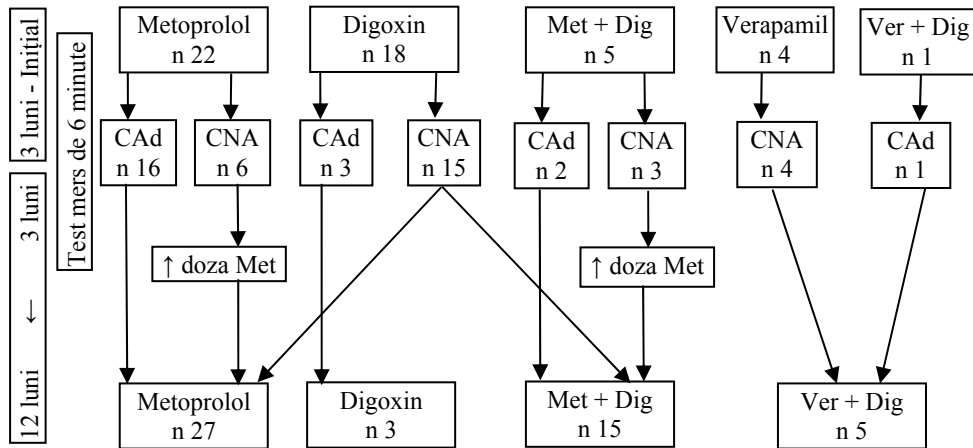 3 luni - Inițial
3 luni
←
12 luni
Test mers de 6 minute
Metoprolol
n 22
Digoxin
n 18
Met + Dig
n 5
Verapamil
n 4
Ver + Dig
n 1
CAd
n 16
CNA
n 6
CAd
n 3
CNA
n 15
CAd
n 2
CNA
n 3
CNA
n 4
CAd
n 1
↑ doza Met
↑ doza Met
Metoprolol
n 27
Digoxin
n 3
Met + Dig
n 15
Ver + Dig
n 5